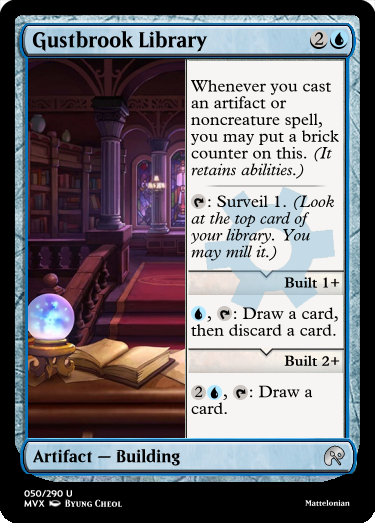 Gustbrook Library 2
Whenever you cast
an artifact or
noncreature spell,
you may put a brick
counter on this. (It
retains abilities.)
: Surveil 1. (Look
at the top card of
your library. You
may mill it.)
Built 1+
, : Draw a card,
then discard a card.
Built 2+
2 , : Draw a
card.
Artifact — Building
050/290 U
MVX Byung Cheol
Mattelonian